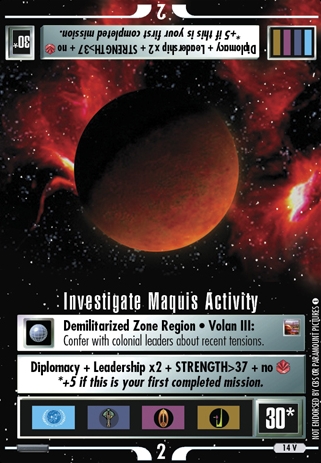 2
*+5 if this is your first completed mission.
Diplomacy + Leadership x2 + STRENGTH>37 + no
30*
Investigate Maquis Activity
Demilitarized Zone Region • Volan III:
Confer with colonial leaders about recent tensions.
Diplomacy + Leadership x2 + STRENGTH>37 + no
*+5 if this is your first completed mission.
30*
NOT ENDORSED BY CBS OR PARAMOUNT PICTURES
2
14 V